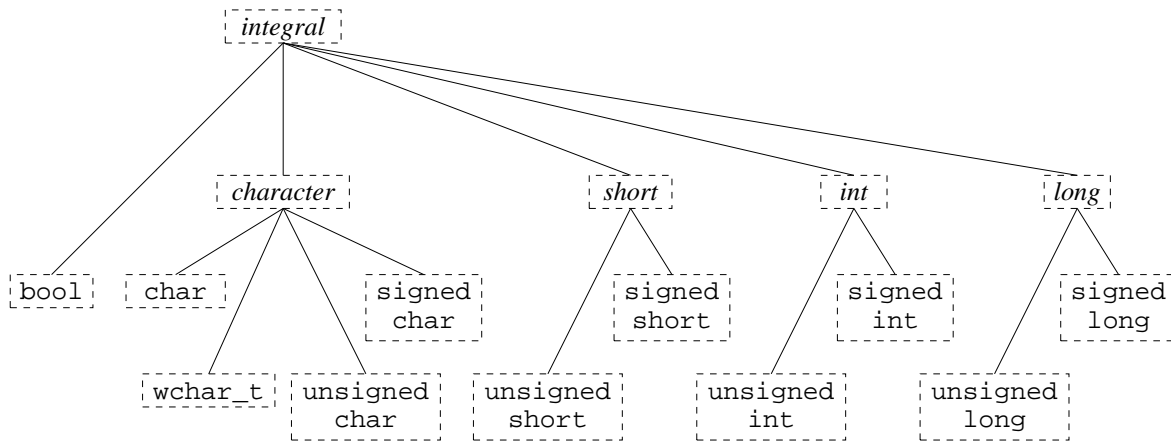 integral
character
short
int
long
bool
char
signed
char
signed
short
signed
int
signed
long
wchar_t
unsigned
char
unsigned
short
unsigned
int
unsigned
long